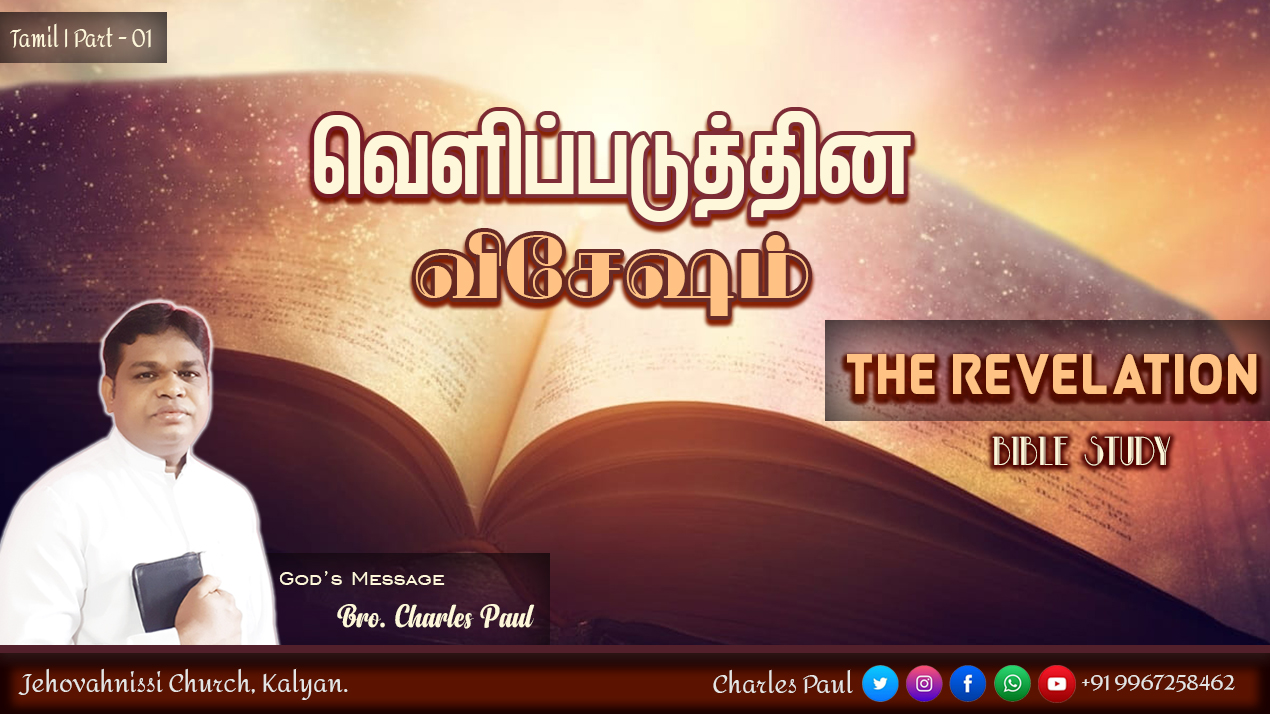 Tamil | Part - 01
வெளிப்படுத்தின
விசேஷம்
THE REVELATION
BIBLE STUDY
God's Message
Bro. Charles Paul
Jehovahnissi Church, Kalyan.
Charles Paul +91 9967258462